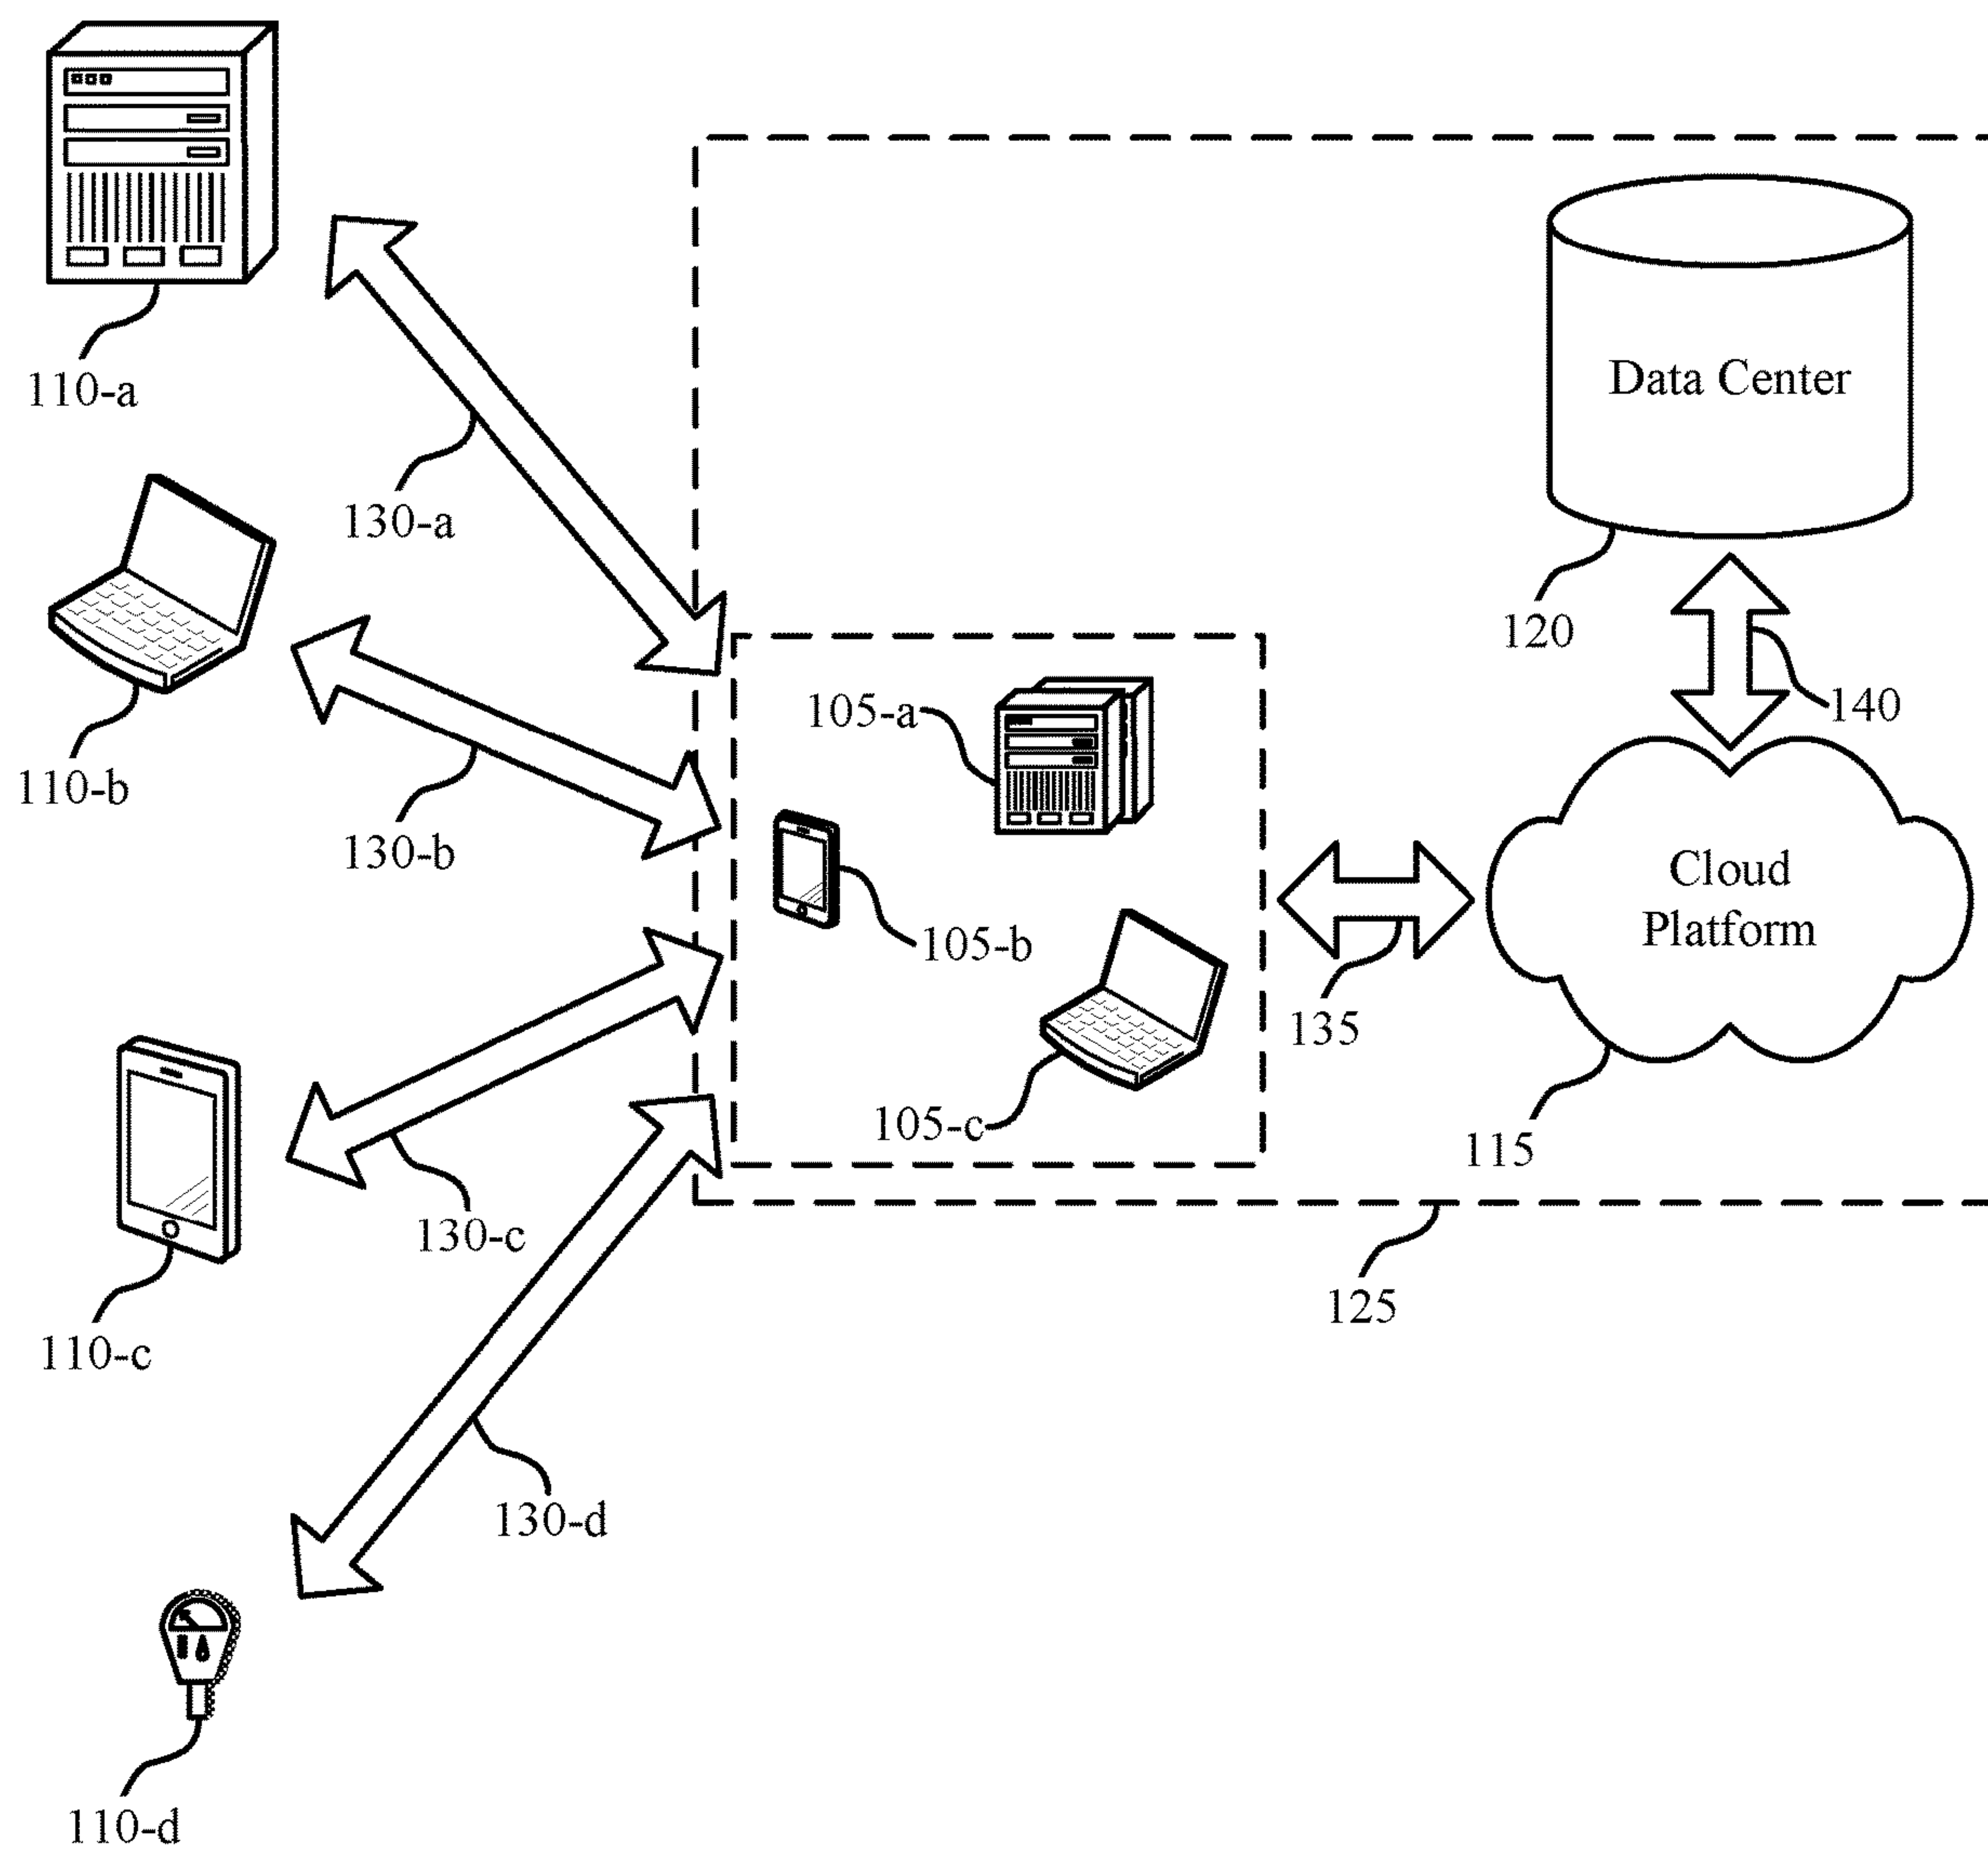 110-a
130-a
Data Center
120
140
110-b
130-b
105-a
105-b
Cloud
Platform
135
105-c
115
130-c
125
110-c
130-d
110-d